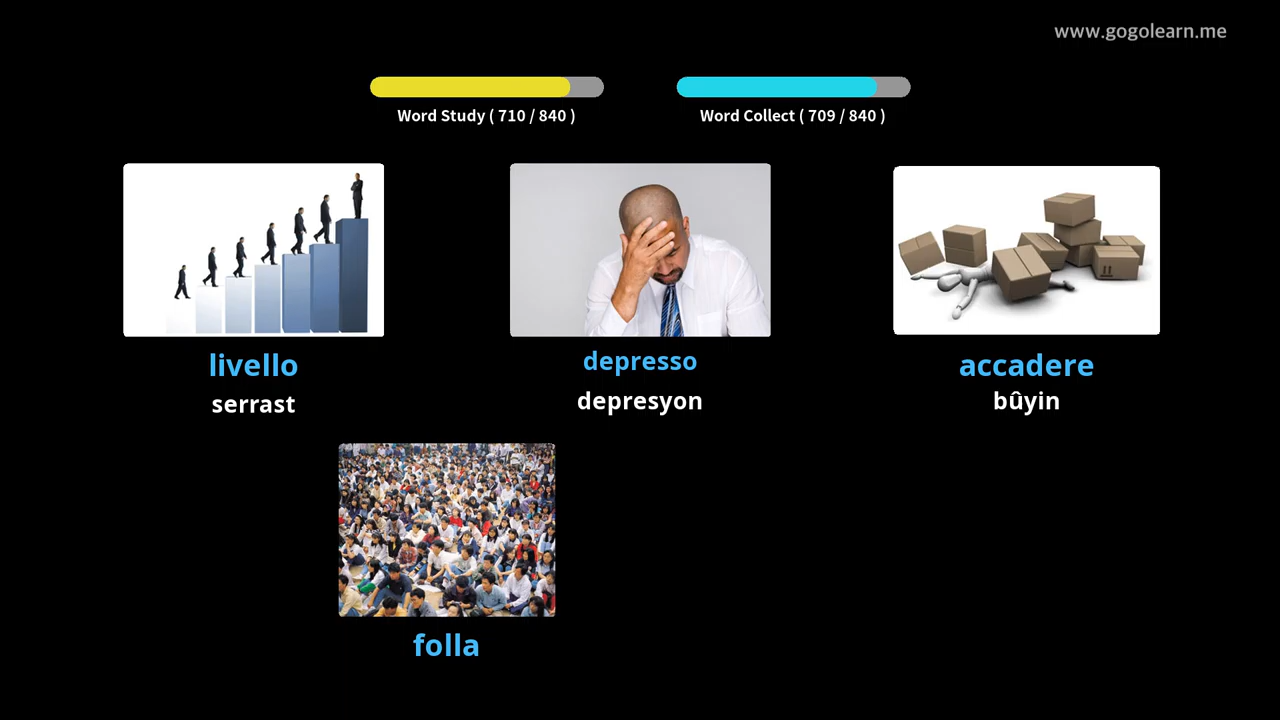 www.gogolearn.me
Word Study ( 710 / 840 )
Word Collect ( 709 / 840 )
livello
serrast
depresso
depresyon
accadere
bûyin
folla